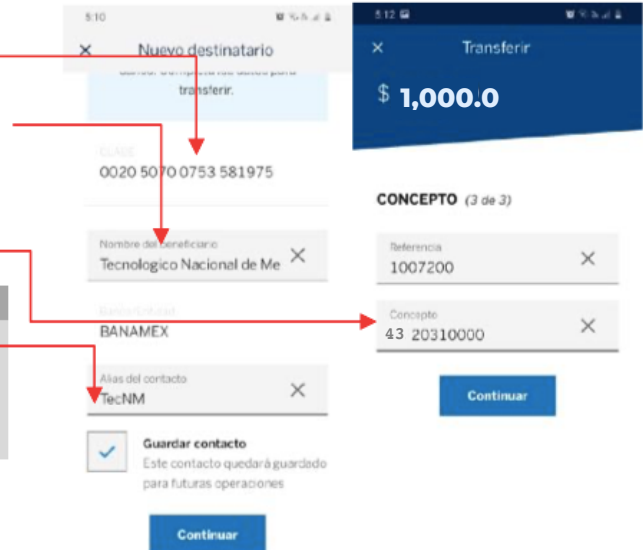 5:10
Nuevo destinatario
transferir.
CLABE
0020 5070 0753 581975
Nombre del beneficiario
Tecnologico Nacional de Me
BANAMEX
Alias del contacto
TecNM
Guardar contacto
Este contacto quedará guardado
para futuras operaciones
Continuar
5:12
Transferir
$ 1,000.0
CONCEPTO (3 de 3)
Referencia
1007200
Concepto
43 20310000
Continuar